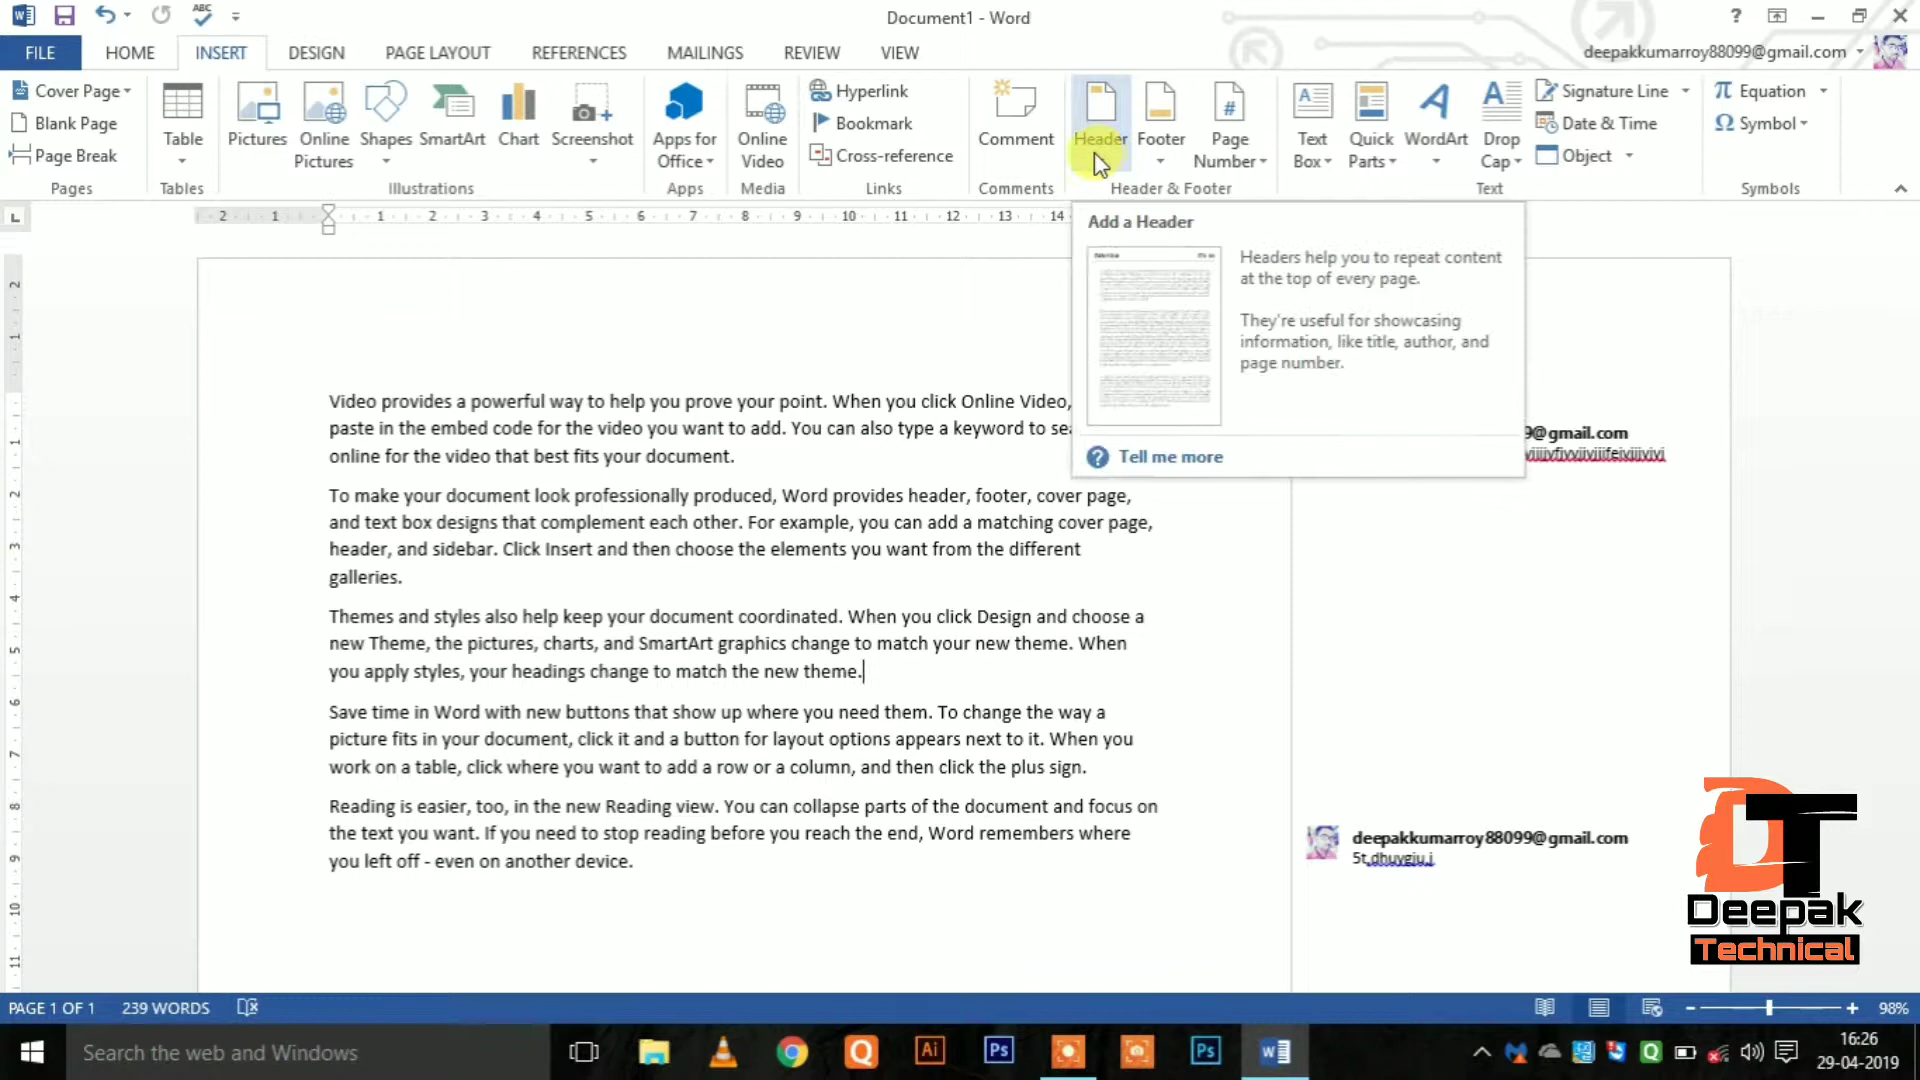 Document1 - Word
FILE HOME INSERT DESIGN PAGE LAYOUT REFERENCES MAILINGS REVIEW VIEW
deepakkumarroy88099@gmail.com
Cover Page
Blank Page
Page Break
Pages
Table
Tables
Pictures
Online Pictures
Shapes
SmartArt
Chart
Screenshot
Illustrations
Apps for Office
Apps
Online Video
Media
Hyperlink
Bookmark
Cross-reference
Links
Comment
Comments
Header
Footer
Page Number
Header & Footer
Text Box
Quick Parts
WordArt
Drop Cap
Signature Line
Date & Time
Object
Text
Equation
Symbol
Symbols
Add a Header
Headers help you to repeat content
at the top of every page.
They're useful for showcasing
information, like title, author, and
page number.
Tell me more
Video provides a powerful way to help you prove your point. When you click Online Video,
paste in the embed code for the video you want to add. You can also type a keyword to
online for the video that best fits your document.
To make your document look professionally produced, Word provides header, footer, cover page,
and text box designs that complement each other. For example, you can add a matching cover page,
header, and sidebar. Click Insert and then choose the elements you want from the different
galleries.
Themes and styles also help keep your document coordinated. When you click Design and choose a
new Theme, the pictures, charts, and SmartArt graphics change to match your new theme. When
you apply styles, your headings change to match the new theme.
Save time in Word with new buttons that show up where you need them. To change the way a
picture fits in your document, click it and a button for layout options appears next to it. When you
work on a table, click where you want to add a row or a column, and then click the plus sign.
Reading is easier, too, in the new Reading view. You can collapse parts of the document and focus on
the text you want. If you need to stop reading before you reach the end, Word remembers where
you left off - even on another device.
9@gmail.com
deepakkumarroy88099@gmail.com
5t,dhuvgiu,j
Deepak
Technical
PAGE 1 OF 1 239 WORDS
98%
Search the web and Windows
16:26
29-04-2019